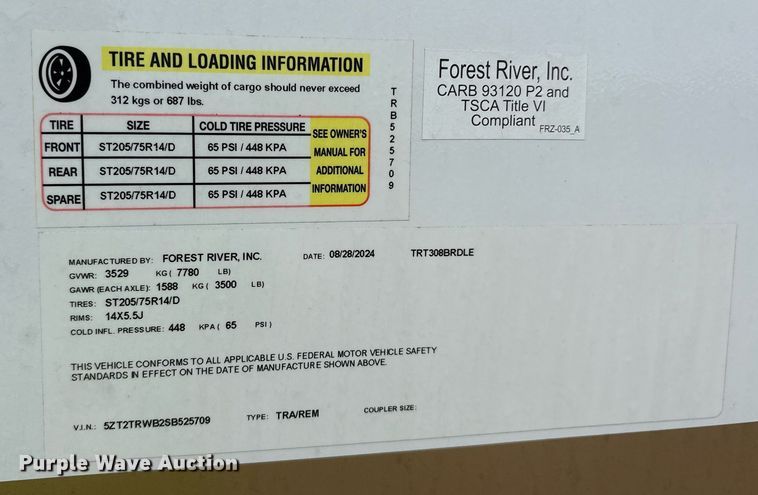 TIRE AND LOADING INFORMATION
The combined weight of cargo should never exceed
312 kgs or 687 lbs.
TIRE SIZE COLD TIRE PRESSURE SEE OWNER'S MANUAL FOR ADDITIONAL INFORMATION
FRONT ST205/75R14/D 65 PSI / 448 KPA
REAR ST205/75R14/D 65 PSI / 448 KPA
SPARE ST205/75R14/D 65 PSI / 448 KPA
TRB525709
Forest River, Inc.
CARB 93120 P2 and
TSCA Title VI
Compliant
FRZ-035_A
MANUFACTURED BY: FOREST RIVER, INC. DATE: 08/28/2024 TRT308BRDLE
GVWR: 3529 KG ( 7780 LB)
GAWR (EACH AXLE): 1588 KG ( 3500 LB)
TIRES: ST205/75R14/D
RIMS: 14X5.5J
COLD INFL. PRESSURE: 448 KPA ( 65 PSI )
THIS VEHICLE CONFORMS TO ALL APPLICABLE U.S. FEDERAL MOTOR VEHICLE SAFETY
STANDARDS IN EFFECT ON THE DATE OF MANUFACTURE SHOWN ABOVE.
V.I.N.: 5ZT2TRWB2SB525709 TYPE: TRA/REM COUPLER SIZE:
Purple Wave Auction